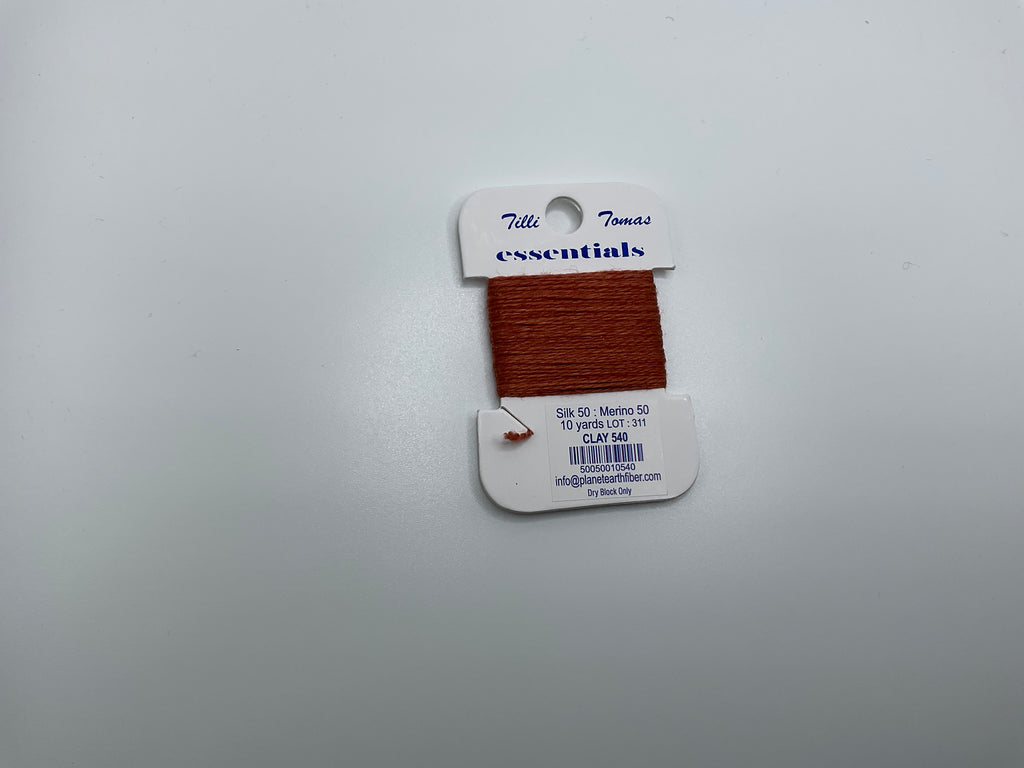 Tilli Tomas
essentials
Silk 50 : Merino 50
10 yards LOT : 311
CLAY 540
50050010540
info@planetearthfiber.com
Dry Block Only